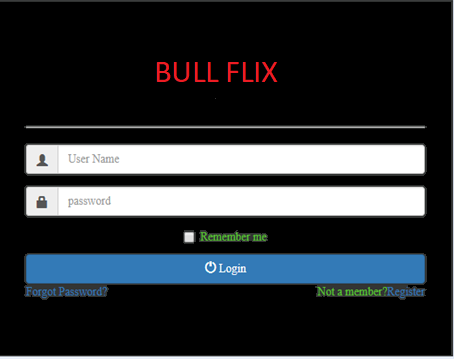 BULL FLIX
User Name
password
Remember me
Login
Forgot Password? Not a member?Register